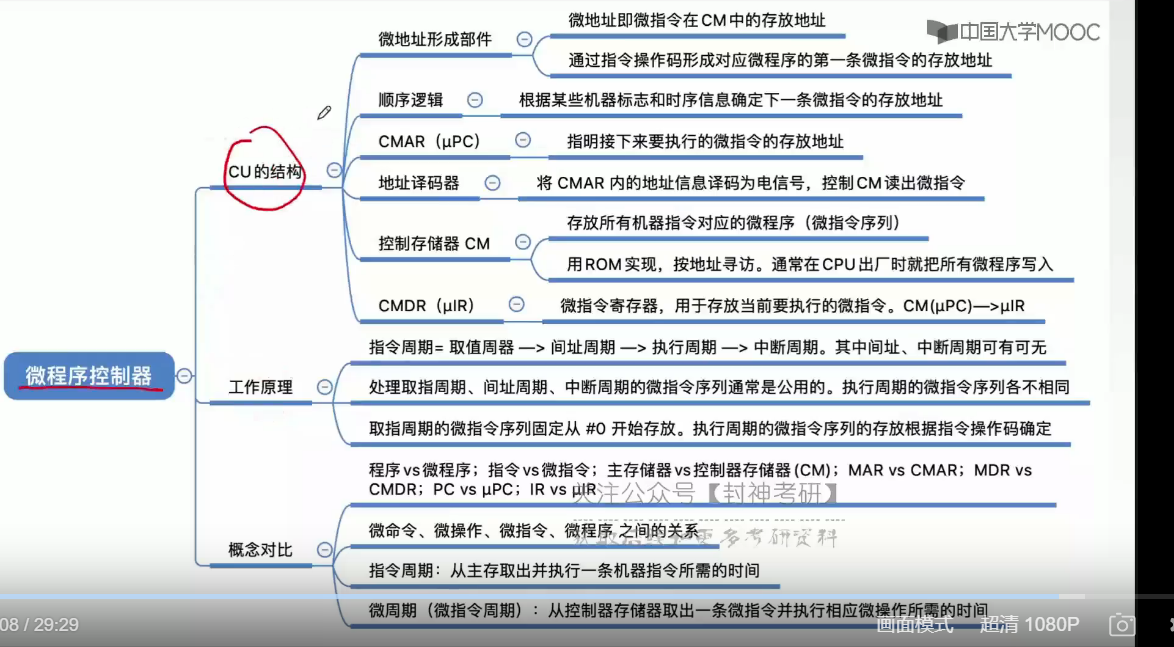 中国大学MOOC
微程序控制器
CU的结构
微地址形成部件
微地址即微指令在CM中的存放地址
通过指令操作码形成对应微程序的第一条微指令的存放地址
顺序逻辑
根据某些机器标志和时序信息确定下一条微指令的存放地址
CMAR（μPC）
指明接下来要执行的微指令的存放地址
地址译码器
将 CMAR 内的地址信息译码为电信号，控制CM读出微指令
控制存储器 CM
存放所有机器指令对应的微程序（微指令序列）
用ROM实现，按地址寻访。通常在CPU出厂时就把所有微程序写入
CMDR（μIR）
微指令寄存器，用于存放当前要执行的微指令。CM(μPC)—>μIR
工作原理
指令周期= 取值周器 —> 间址周期 —> 执行周期 —> 中断周期。其中间址、中断周期可有可无
处理取指周期、间址周期、中断周期的微指令序列通常是公用的。执行周期的微指令序列各不相同
取指周期的微指令序列固定从 #0 开始存放。执行周期的微指令序列的存放根据指令操作码确定
概念对比
程序vs微程序；指令vs微指令；主存储器vs控制器存储器(CM)；MAR vs CMAR；MDR vs
CMDR；PC vs μPC；IR vs μIR
关注公众号【封神考研】
微命令、微操作、微指令、微程序 之间的关系
更多考研资料
指令周期：从主存取出并执行一条机器指令所需的时间
微周期（微指令周期）：从控制器存储器取出一条微指令并执行相应微操作所需的时间
08 / 29:29
画面模式
超清 1080P